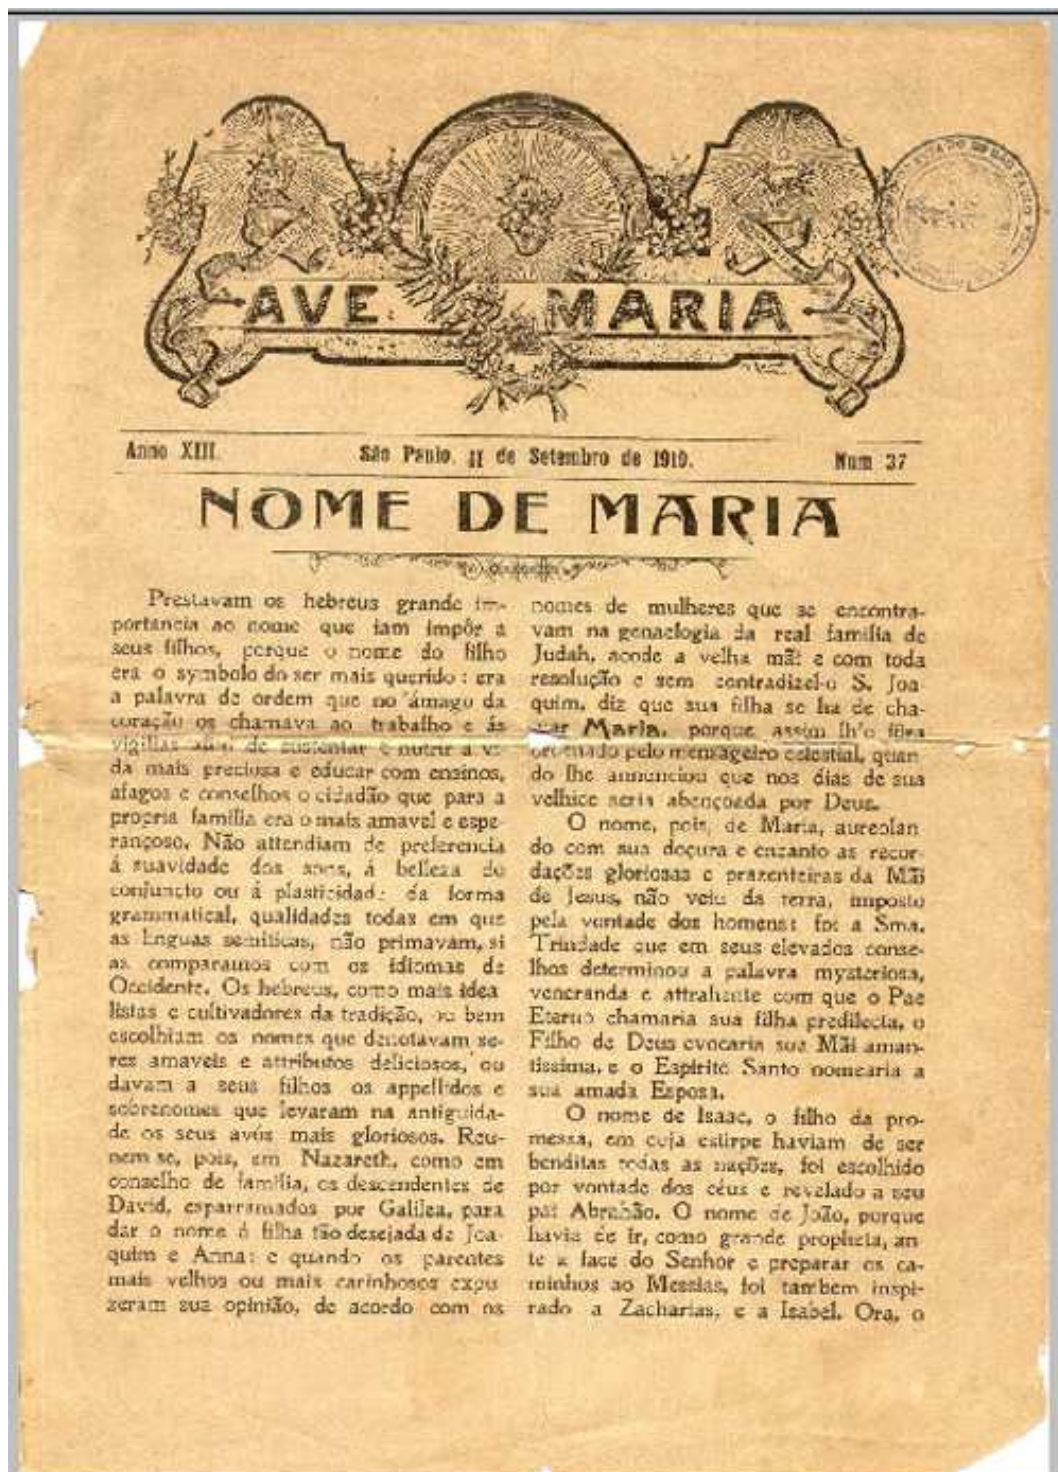 AVE MARIA
Anno XIII. São Paulo, 11 de Setembro de 1910. Num 37
NOME DE MARIA
Prestavam os hebreus grande im-
portancia ao nome que iam impôr a
seus filhos, porque o nome do filho
era o symbolo do ser mais querido : era
a palavra de ordem que no âmago da
coração os chamava ao trabalho e ás
vigilias de sustentar e nutrir a vi-
da mais preciosa e educar com ensinos,
afagos e conselhos o cidadão que para a
propria família era o mais amavel e espe-
rançoso. Não attendiam de preferencia
á suavidade dos sons, á belleza do
conjuncto ou á plasticidade da forma
grammatical, qualidades todas em que
as linguas semiticas, não primavam, si
as comparamos com os idiomas de
Occidente. Os hebreus, como mais idea
listas e cultivadores da tradição, bem
escolhiam os nomes que denotavam se-
res amaveis e attributos deliciosos, ou
davam a seus filhos os appellidos e
sobrenomes que levaram na antiguida-
de os seus avós mais gloriosos. Reu-
nem se, pois, em Nazareth, como em
conselho de família, os descendentes de
David, esparramados por Galilea, para
dar o nome á filha tão desejada de Joa-
quim e Anna: e quando os parentes
mais velhos ou mais carinhosos expu
zeram sua opinião, de acordo com os
nomes de mulheres que se encontra-
vam na genaelogia da real familia de
Judah, acode a velha mãi e com toda
resolução e sem contradizel-o S. Joa-
quim, diz que sua filha se ha de cha-
mar Maria, porque assim lh'o fôra
ordenado pelo mensageiro celestial, quan-
do lhe annunciou que nos dias de sua
velhice seria abençoada por Deus.
O nome, pois, de Maria, aureolan
do com sua doçura e encanto as recor-
dações gloriosas e prazenteiras da Mãi
de Jesus, não veiu da terra, imposto
pela vontade dos homens: foi a Sma.
Trindade que em seus elevados conse-
lhos determinou a palavra mysteriosa,
veneranda e attrahente com que o Pae
Eterno chamaria sua filha predilecta, o
Filho de Deus evocaria sua Mãi aman-
tissima, e o Espirito Santo nomearia a
sua amada Esposa.
O nome de Isaac, o filho da pro-
messa, em cuja estirpe haviam de ser
benditas todas as nações, foi escolhido
por vontade dos céus e revelado a seu
pai Abrahão. O nome de João, porque
havia de ir, como grande propheta, an-
te a face do Senhor e preparar os ca-
minhos ao Messias, foi tambem inspi-
rado a Zacharias, e a Isabel. Ora, o